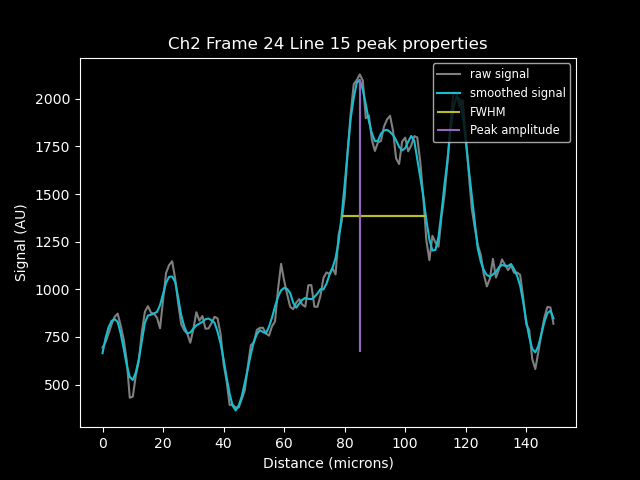 Ch2 Frame 24 Line 15 peak properties
raw signal
smoothed signal
FWHM
Peak amplitude
Signal (AU)
2000
1750
1500
1250
1000
750
500
0 20 40 60 80 100 120 140
Distance (microns)